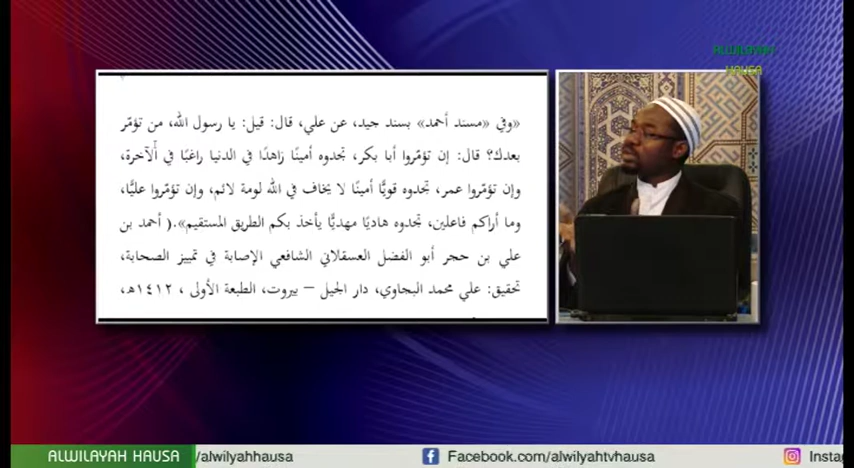 ALWILAYAH
HAUSA
«وفي «مسند أحمد» بسند جيد، عن علي، قال: قيل: يا رسول الله، من تؤمّر
بعدك؟ قال: إن تؤمّروا أبا بكر، تجدوه أمينًا زاهدًا في الدنيا راغبًا في ألآخرة،
وإن تؤمّروا عمر، تجدوه قويًّا أمينًا لا يخاف في الله لومة لائم، وإن تؤمّروا عليًّا،
وما أراكم فاعلين، تجدوه هاديًا مهديًّا يأخذ بكم الطريق المستقيم».( أحمد بن
علي بن حجر أبو الفضل العسقلاني الشافعي الإصابة في تمييز الصحابة،
تحقيق: علي محمد البجاوي، دار الجيل – بيروت، الطبعة الأولى ، ١٤١٢هـ،
ALWILAYAH HAUSA /alwilyahhausa Facebook.com/alwilyahtvhausa Insta